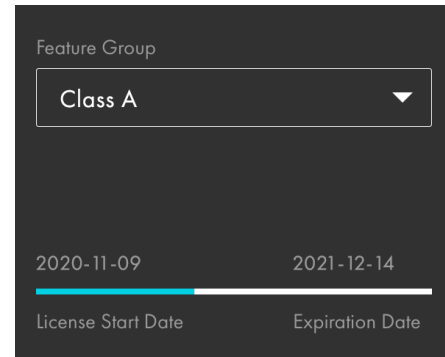 Feature Group
Class A
2020-11-09 2021-12-14
License Start Date Expiration Date